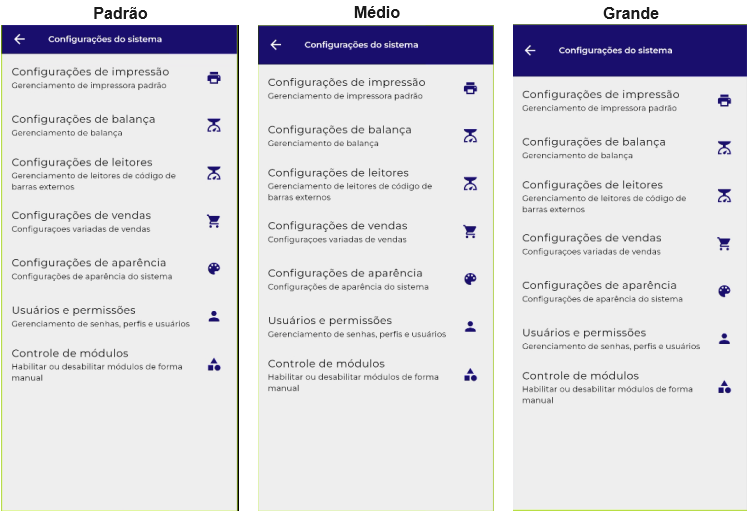 Padrão
Configurações do sistema
Configurações de impressão
Gerenciamento de impressora padrão
Configurações de balança
Gerenciamento de balança
Configurações de leitores
Gerenciamento de leitores de código de
barras externos
Configurações de vendas
Configuraçoes variadas de vendas
Configurações de aparência
Configurações de aparência do sistema
Usuários e permissões
Gerenciamento de senhas, perfis e usuários
Controle de módulos
Habilitar ou desabilitar módulos de forma
manual
Médio
Configurações do sistema
Configurações de impressão
Gerenciamento de impressora padrão
Configurações de balança
Gerenciamento de balança
Configurações de leitores
Gerenciamento de leitores de código de
barras externos
Configurações de vendas
Configuraçoes variadas de vendas
Configurações de aparência
Configurações de aparência do sistema
Usuários e permissões
Gerenciamento de senhas, perfis e usuários
Controle de módulos
Habilitar ou desabilitar módulos de forma
manual
Grande
Configurações do sistema
Configurações de impressão
Gerenciamento de impressora padrão
Configurações de balança
Gerenciamento de balança
Configurações de leitores
Gerenciamento de leitores de código de
barras externos
Configurações de vendas
Configuraçoes variadas de vendas
Configurações de aparência
Configurações de aparência do sistema
Usuários e permissões
Gerenciamento de senhas, perfis e usuários
Controle de módulos
Habilitar ou desabilitar módulos de forma
manual